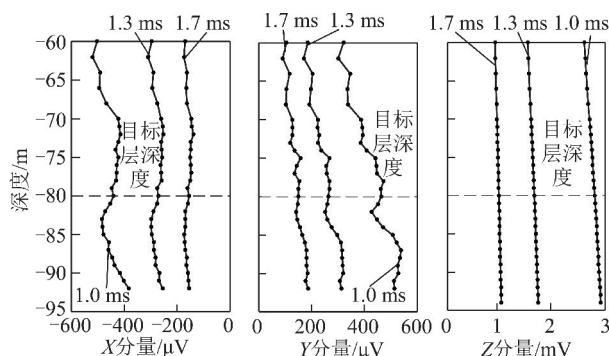 1.3 ms 1.7 ms
1.7 ms 1.3 ms
1.7 ms 1.3 ms 1.0 ms
深度/m
-60
-65
-70
-75
-80
-85
-90
-95
目标
层深
度
目标
层深
度
目标
层深
度
1.0 ms
1.0 ms
-600 -400 -200 0
0 200 400 600
0 1 2 3
X分量/μV
Y分量/μV
Z分量/mV